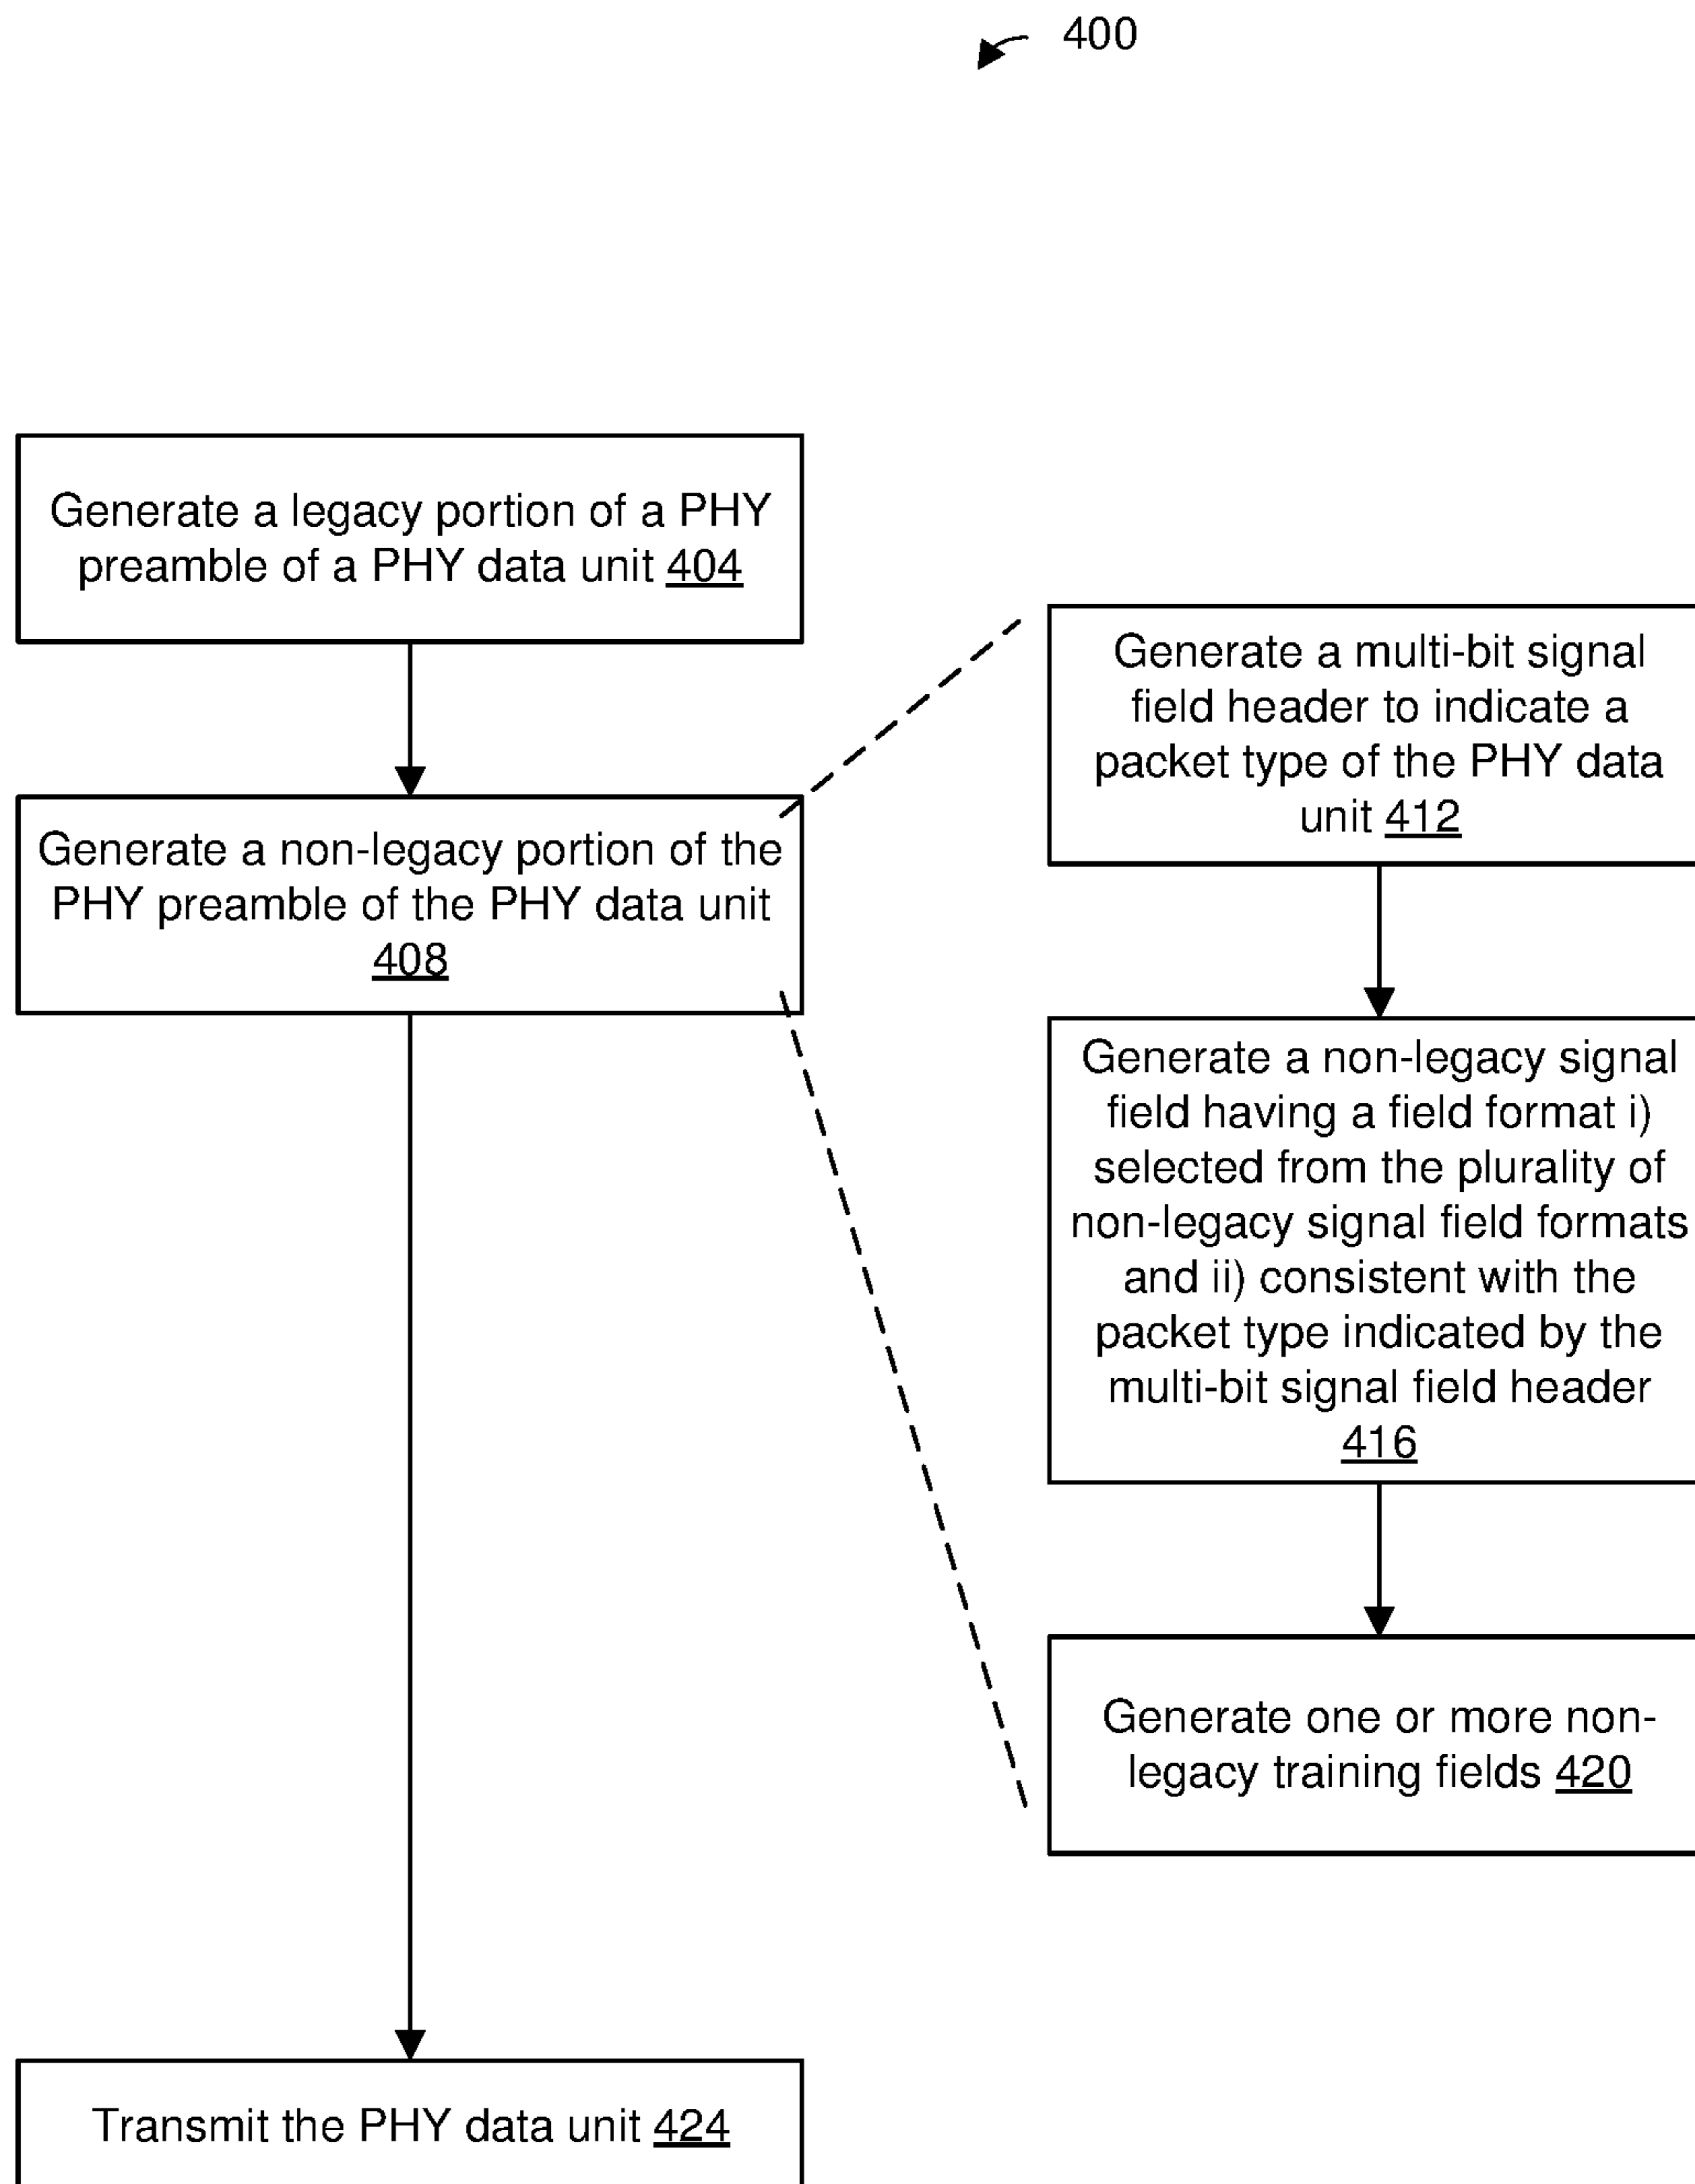 400
Generate a legacy portion of a PHY
preamble of a PHY data unit 404
Generate a non-legacy portion of the
PHY preamble of the PHY data unit
408
Generate a multi-bit signal
field header to indicate a
packet type of the PHY data
unit 412
Generate a non-legacy signal
field having a field format i)
selected from the plurality of
non-legacy signal field formats
and ii) consistent with the
packet type indicated by the
multi-bit signal field header
416
Generate one or more non-
legacy training fields 420
Transmit the PHY data unit 424